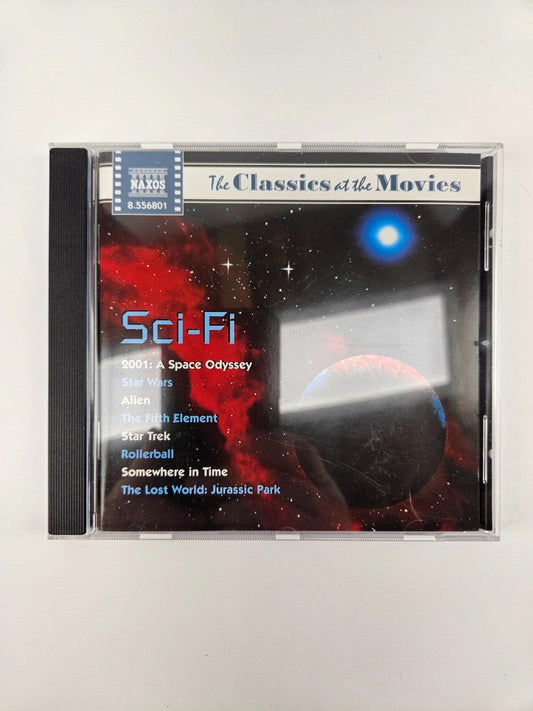 NAXOS
8.556801
The Classics at the Movies
Sci-Fi
2001: A Space Odyssey
Star Wars
Alien
The Fifth Element
Star Trek
Rollerball
Somewhere in Time
The Lost World: Jurassic Park